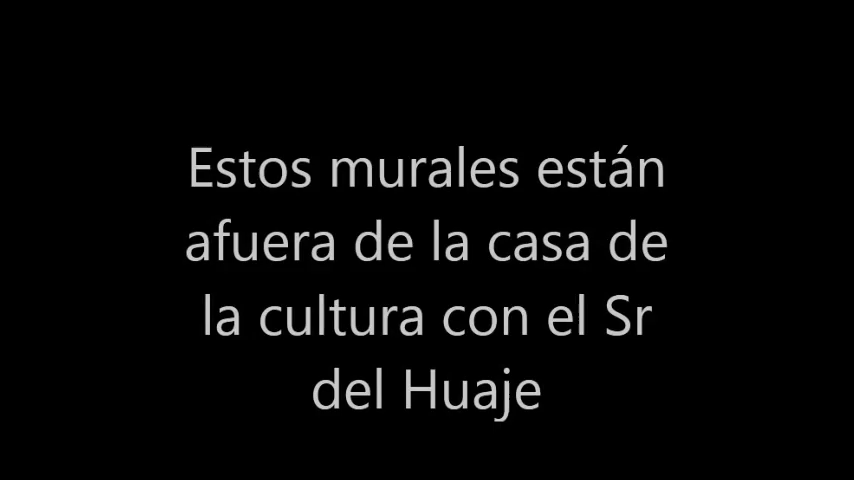 Estos murales están
afuera de la casa de
la cultura con el Sr
del Huaje